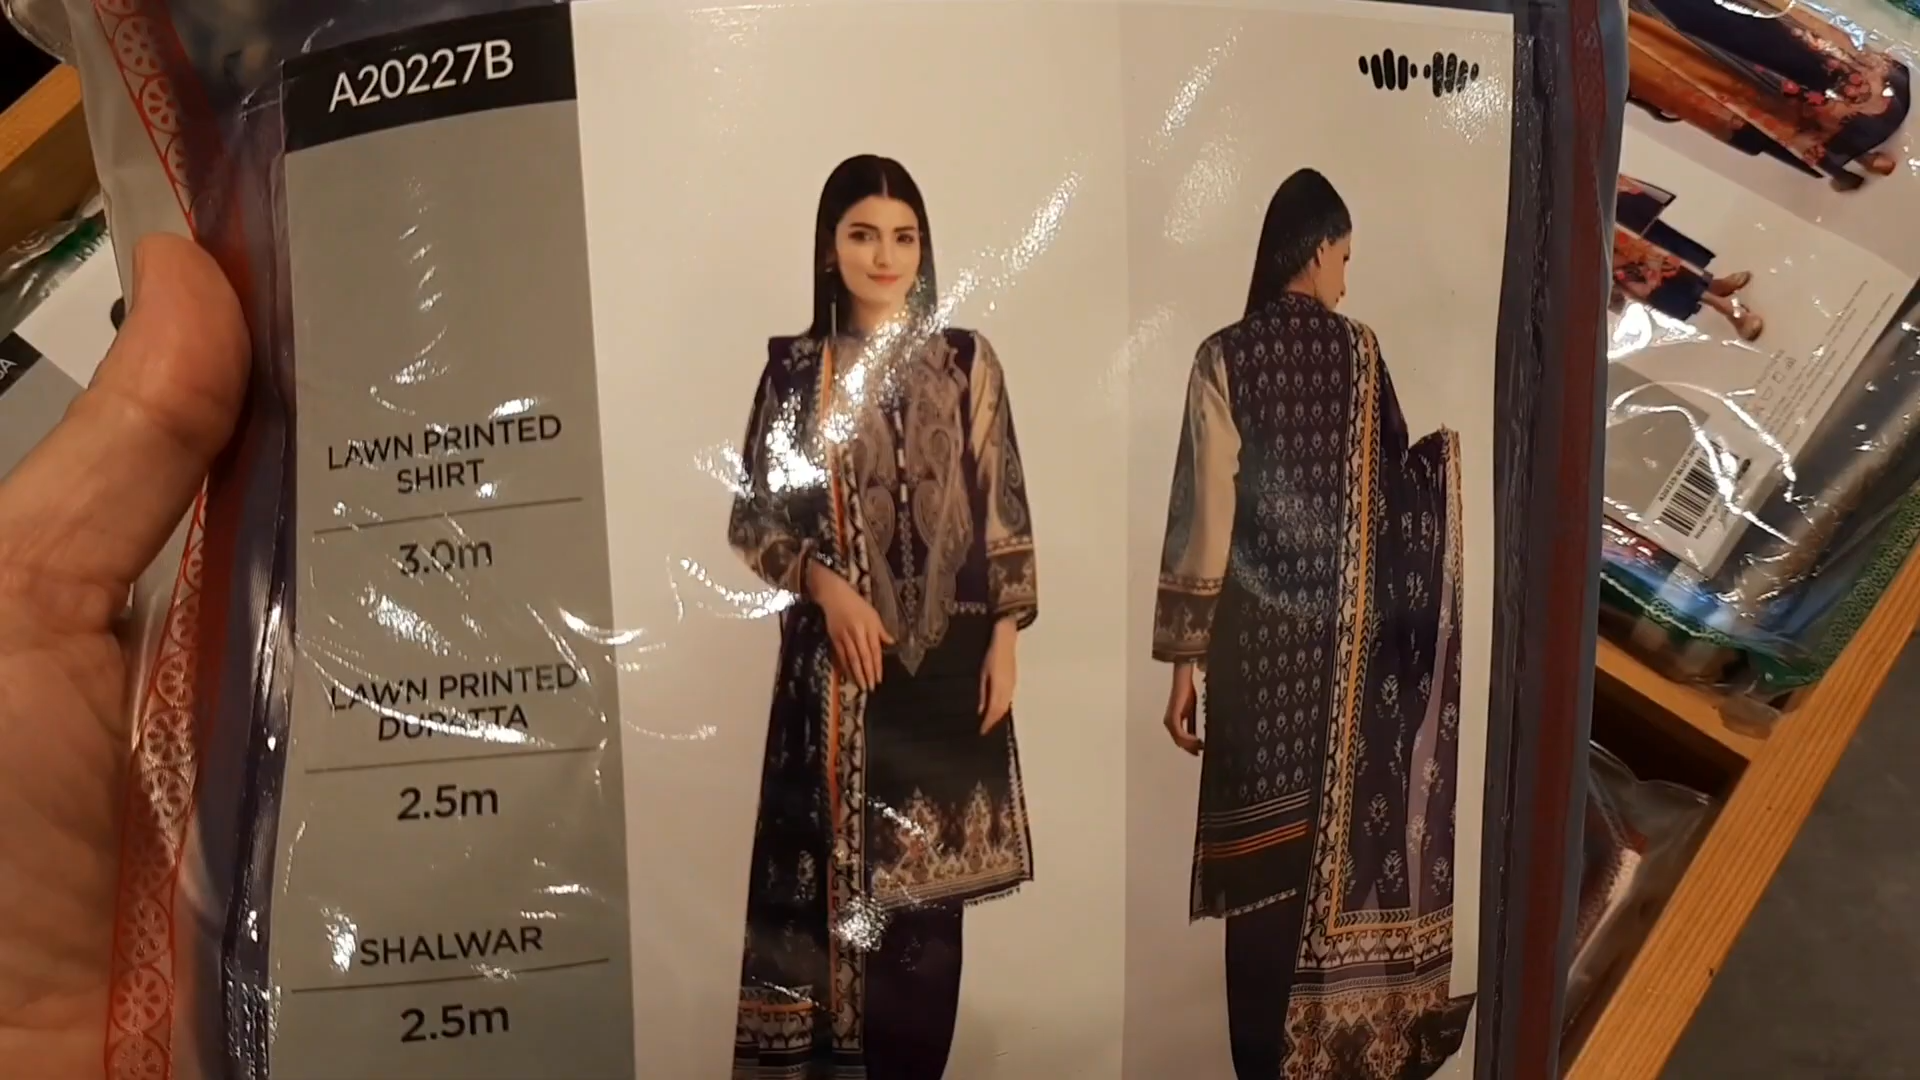 A20227B
LAWN PRINTED
SHIRT
3.0m
LAWN PRINTED
DUPATTA
2.5m
SHALWAR
2.5m